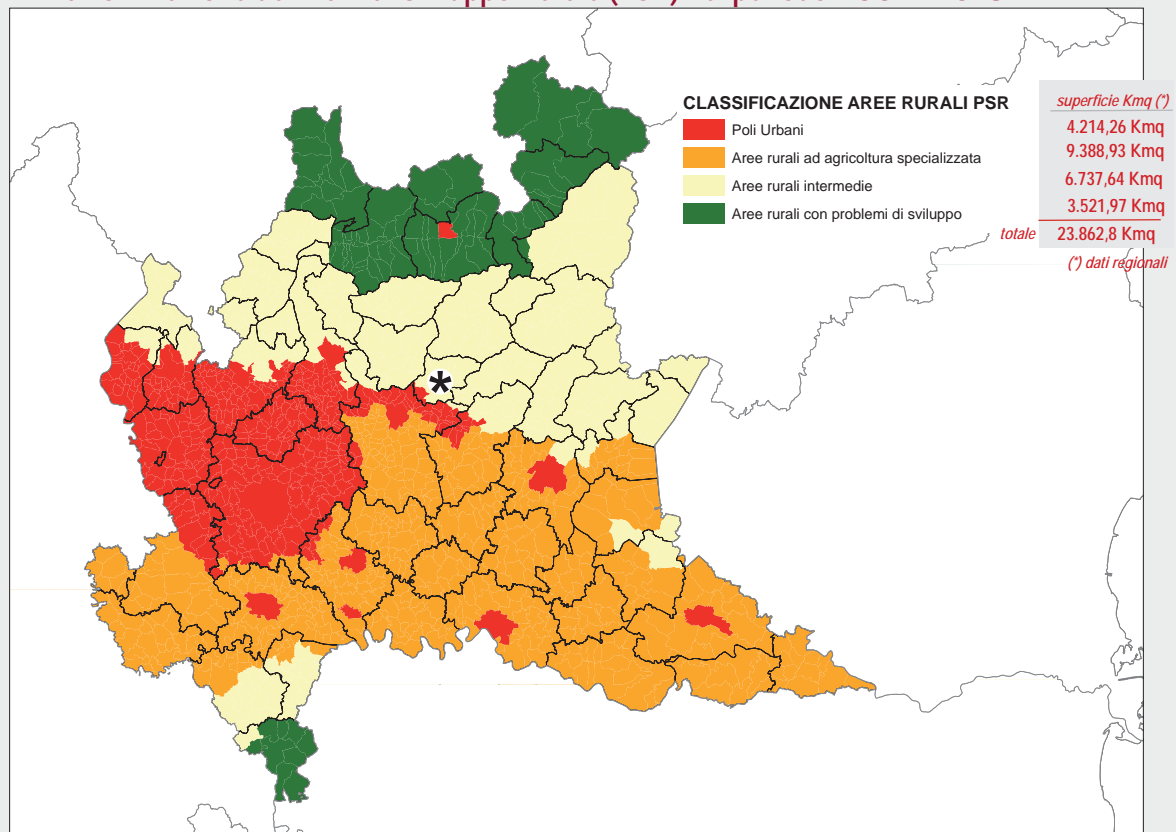 CLASSIFICAZIONE AREE RURALI PSR
superficie Kmq (*)
Poli Urbani
4.214,26 Kmq
Aree rurali ad agricoltura specializzata
9.388,93 Kmq
Aree rurali intermedie
6.737,64 Kmq
Aree rurali con problemi di sviluppo
3.521,97 Kmq
totale
23.862,8 Kmq
(*) dati regionali
*